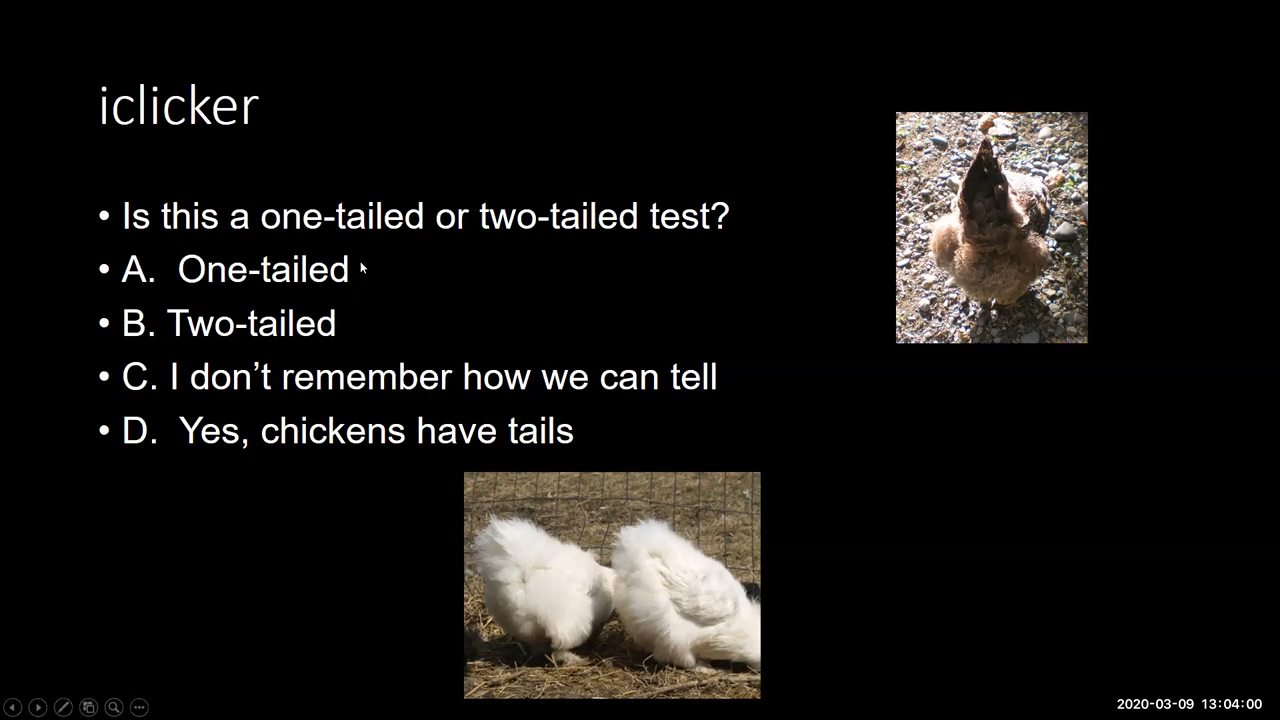 iclicker
• Is this a one-tailed or two-tailed test?
• A.  One-tailed
• B. Two-tailed
• C. I don’t remember how we can tell
• D.  Yes, chickens have tails
2020-03-09 13:04:00